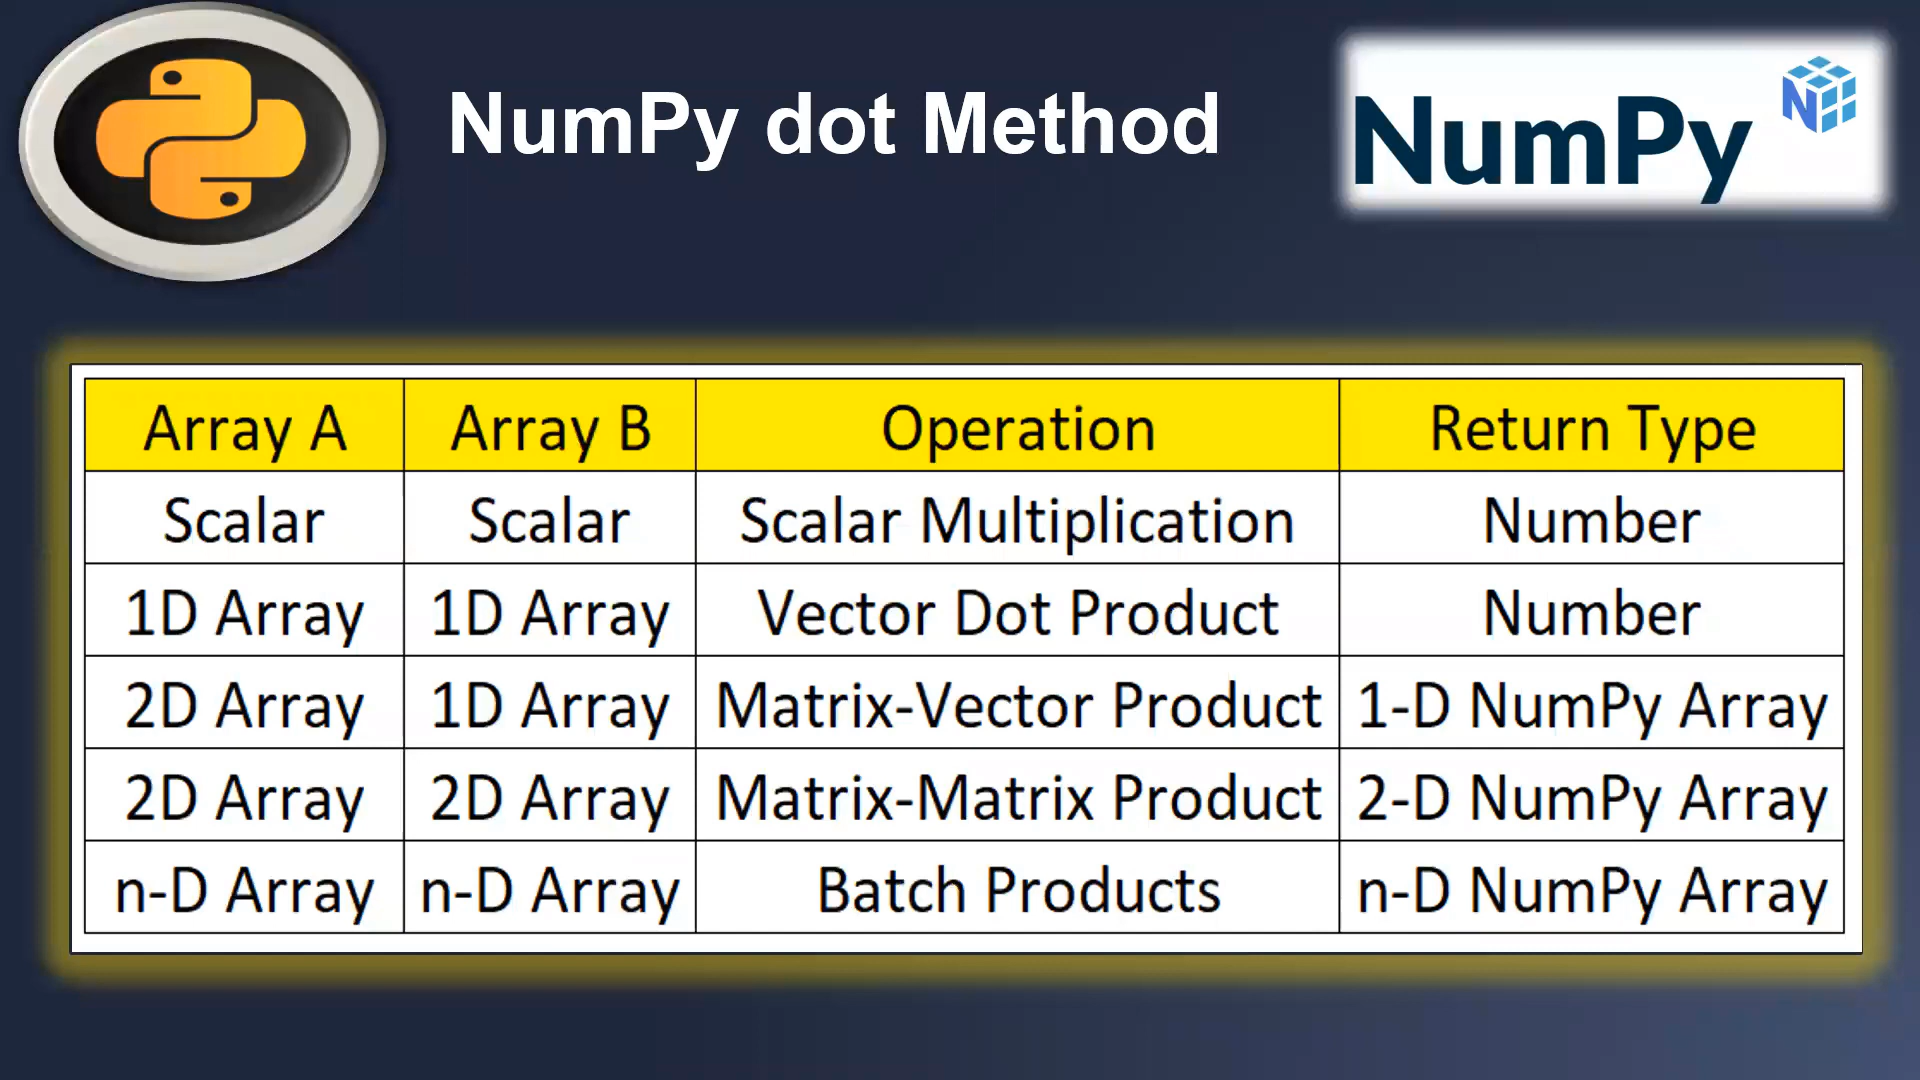 NumPy dot Method
NumPy
Array A Array B Operation Return Type
Scalar Scalar Scalar Multiplication Number
1D Array 1D Array Vector Dot Product Number
2D Array 1D Array Matrix-Vector Product 1-D NumPy Array
2D Array 2D Array Matrix-Matrix Product 2-D NumPy Array
n-D Array n-D Array Batch Products n-D NumPy Array